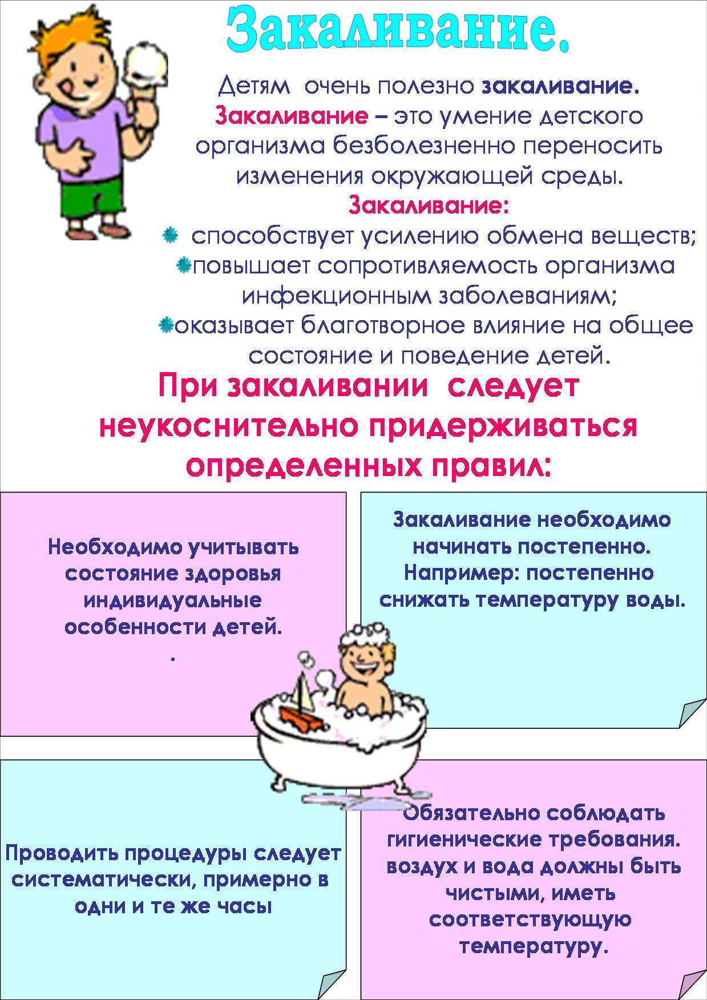 Закаливание.
Детям очень полезно закаливание.
Закаливание – это умение детского
организма безболезненно переносить
изменения окружающей среды.
Закаливание:
способствует усилению обмена веществ;
повышает сопротивляемость организма
инфекционным заболеваниям;
оказывает благотворное влияние на общее
состояние и поведение детей.
При закаливании следует
неукоснительно придерживаться
определенных правил:
Необходимо учитывать
состояние здоровья
индивидуальные
особенности детей.
.
Закаливание необходимо
начинать постепенно.
Например: постепенно
снижать температуру воды.
Проводить процедуры следует
систематически, примерно в
одни и те же часы
Обязательно соблюдать
гигиенические требования.
воздух и вода должны быть
чистыми, иметь
соответствующую
температуру.